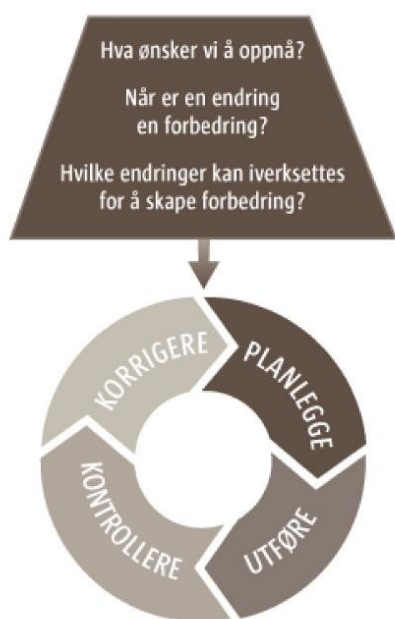 Hva ønsker vi å oppnå?
Når er en endring
en forbedring?
Hvilke endringer kan iverksettes
for å skape forbedring?
KORRIGERE
PLANLEGGE
KONTROLLERE
UTFØRE